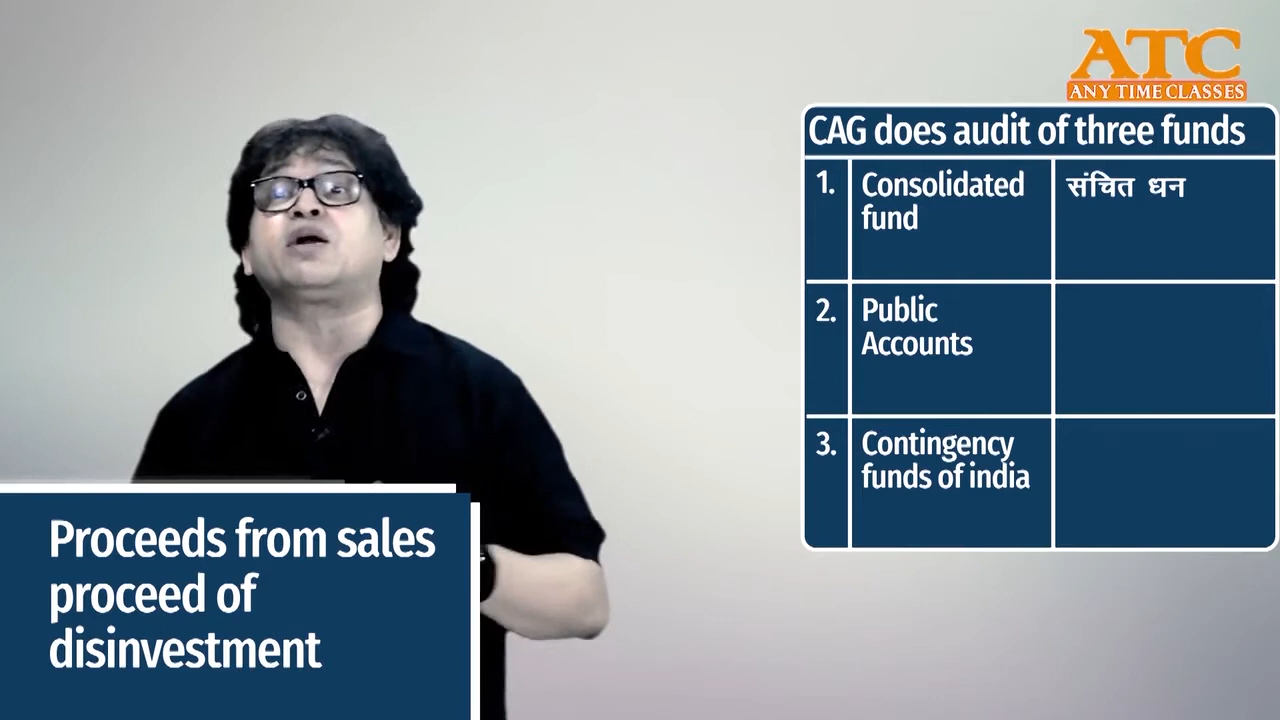 ATC
ANY TIME CLASSES
CAG does audit of three funds
1. Consolidated fund संचित धन
2. Public Accounts
3. Contingency funds of india
Proceeds from sales
proceed of
disinvestment